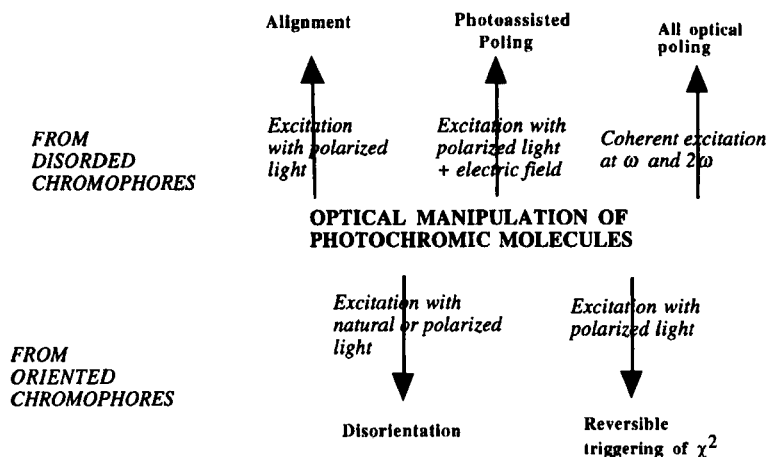 Alignment
Photoassisted
Poling
All optical
poling
FROM
DISORDED
CHROMOPHORES
Excitation
with polarized
light
Excitation with
polarized light
+ electric field
Coherent excitation
at ω and 2ω
OPTICAL MANIPULATION OF
PHOTOCHROMIC MOLECULES
Excitation with
natural or polarized
light
Excitation with
polarized light
FROM
ORIENTED
CHROMOPHORES
Disorientation
Reversible
triggering of χ²